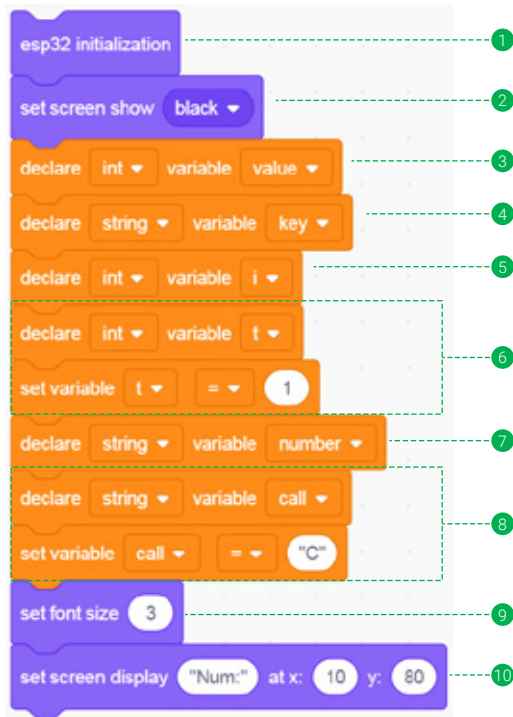 esp32 initialization 1
set screen show black 2
declare int variable value 3
declare string variable key 4
declare int variable i 5
declare int variable t
6
set variable t = 1
declare string variable number 7
declare string variable call
8
set variable call = "C"
set font size 3 9
set screen display "Num:" at x: 10 y: 80 10